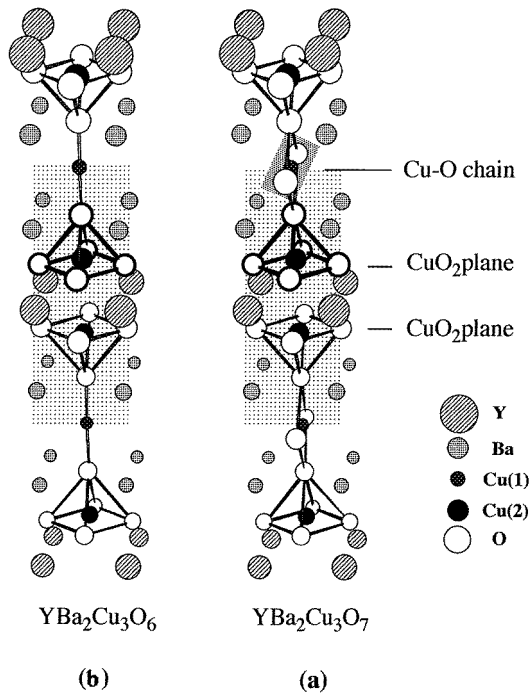 Cu-O chain
CuO₂plane
CuO₂plane
Y
Ba
Cu(1)
Cu(2)
O
YBa₂Cu₃O₆
YBa₂Cu₃O₇
(b)
(a)